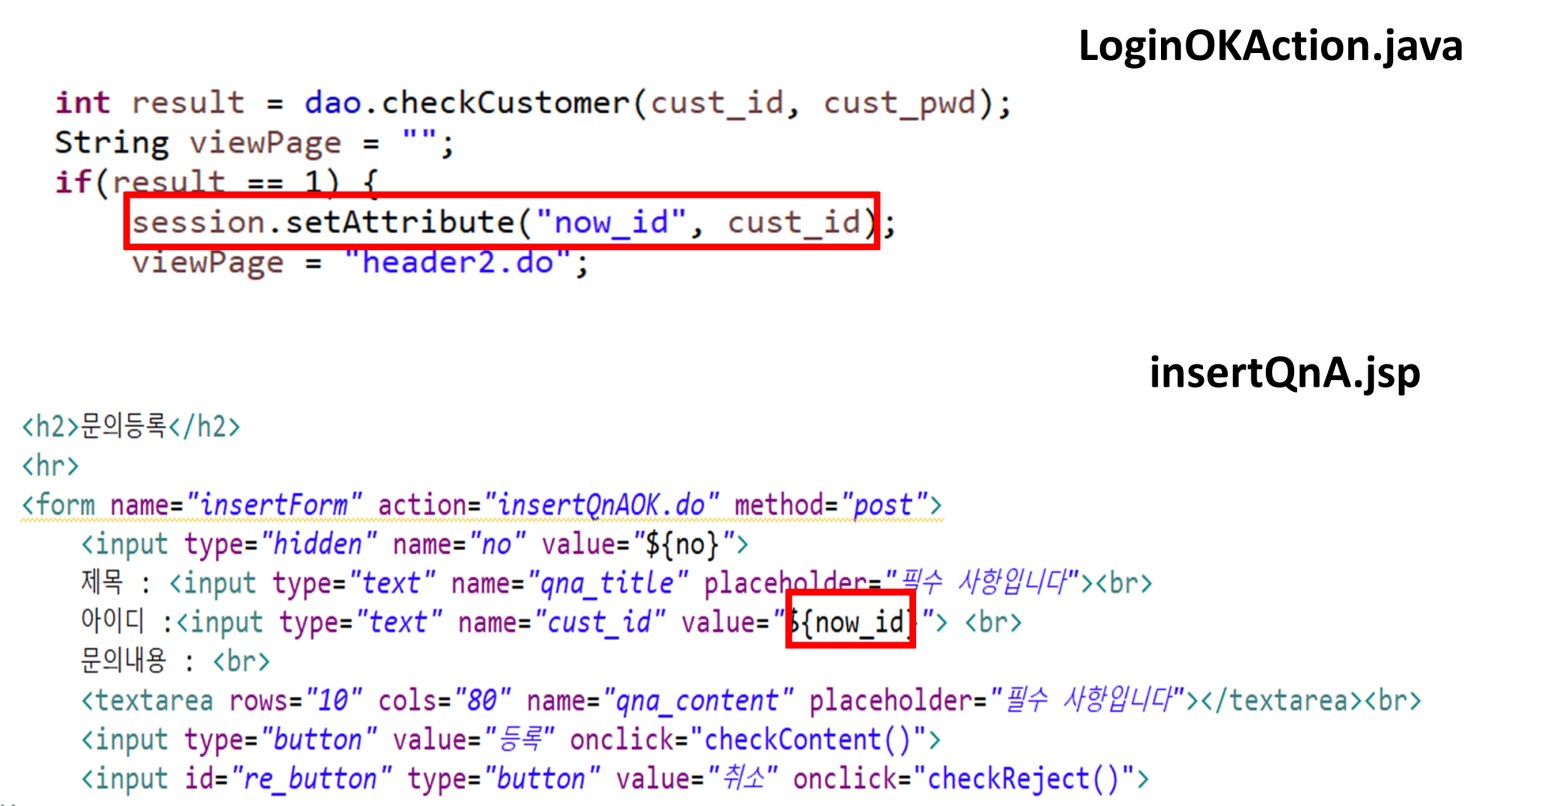 LoginOKAction.java
int result = dao.checkCustomer(cust_id, cust_pwd);
String viewPage = "";
if(result == 1) {
session.setAttribute("now_id", cust_id);
viewPage = "header2.do";
insertQnA.jsp
<h2>문의등록</h2>
<hr>
<form name="insertForm" action="insertQnAOK.do" method="post">
<input type="hidden" name="no" value="${no}">
제목 : <input type="text" name="qna_title" placeholder="필수 사항입니다"><br>
아이디 :<input type="text" name="cust_id" value="${now_id}"> <br>
문의내용 : <br>
<textarea rows="10" cols="80" name="qna_content" placeholder="필수 사항입니다"></textarea><br>
<input type="button" value="등록" onclick="checkContent()">
<input id="re_button" type="button" value="취소" onclick="checkReject()">